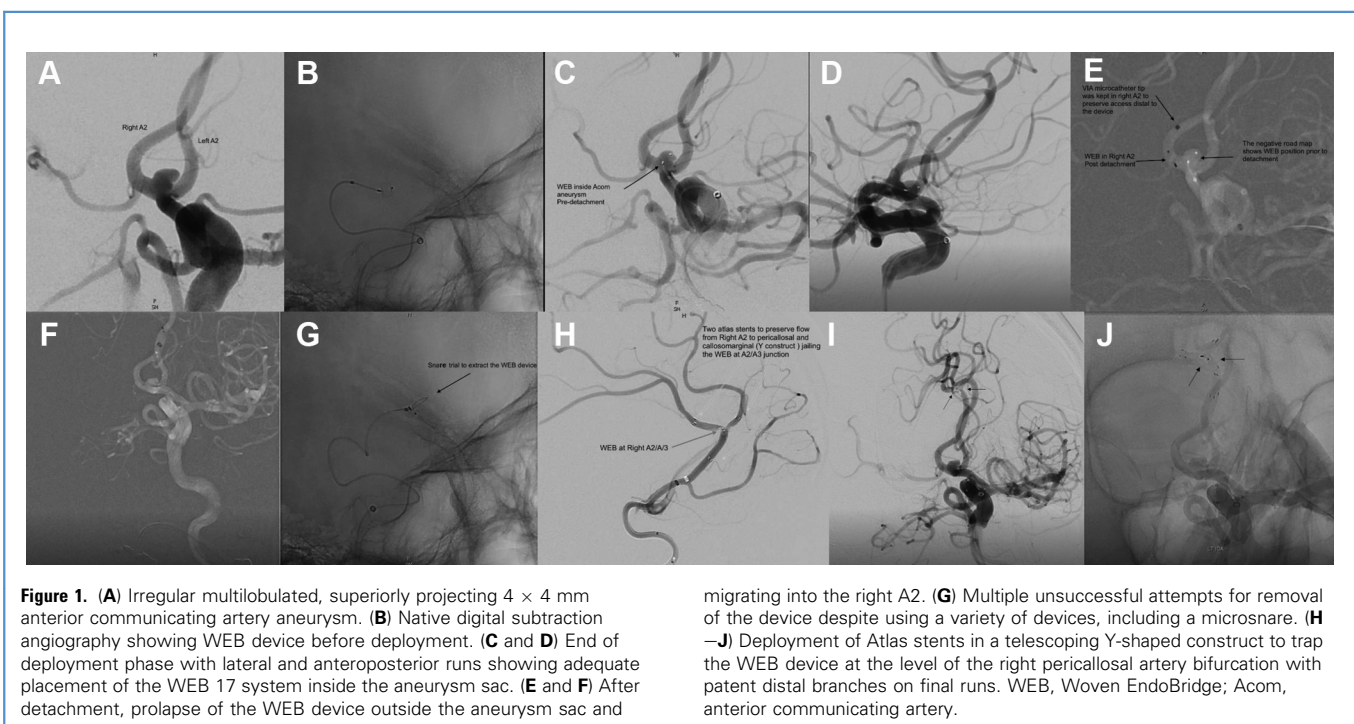 A
B
C
D
E
H
Right A2
Left A2
F
SH
H
WEB inside Acom
aneurysm
Pre-detachment
F
SH
VIA microcatheter tip
was kept in right A2 to
preserve access distal to
the device
WEB in Right A2
Post detachment
The negative road map
shows WEB position prior to
detachment
F
G
H
I
J
Snare trial to extract the WEB device
H
Two atlas stents to preserve flow
from Right A2 to pericallosal and
callosomarginal (Y construct ) jailing
the WEB at A2/A3 junction
WEB at Right A2/A/3
Figure 1. (A) Irregular multilobulated, superiorly projecting 4 × 4 mm
anterior communicating artery aneurysm. (B) Native digital subtraction
angiography showing WEB device before deployment. (C and D) End of
deployment phase with lateral and anteroposterior runs showing adequate
placement of the WEB 17 system inside the aneurysm sac. (E and F) After
detachment, prolapse of the WEB device outside the aneurysm sac and
migrating into the right A2. (G) Multiple unsuccessful attempts for removal
of the device despite using a variety of devices, including a microsnare. (H
–J) Deployment of Atlas stents in a telescoping Y-shaped construct to trap
the WEB device at the level of the right pericallosal artery bifurcation with
patent distal branches on final runs. WEB, Woven EndoBridge; Acom,
anterior communicating artery.